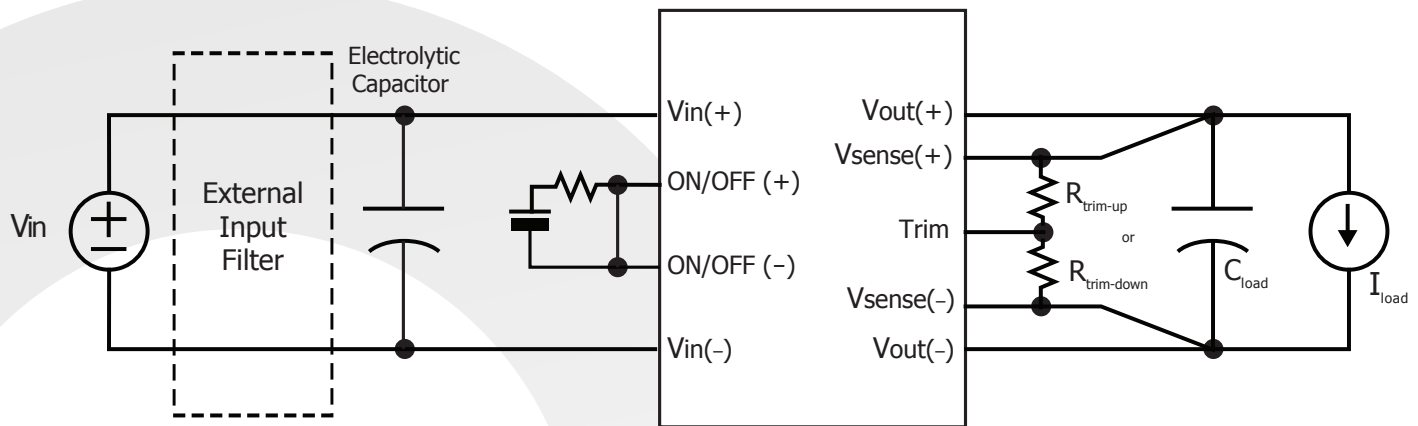 Electrolytic
Capacitor
Vin(+)
Vout(+)
Vsense(+)
ON/OFF (+)
External
Input
Filter
Vin
R trim-up
Trim
or
ON/OFF (−)
R trim-down
C load
I load
Vsense(−)
Vin(−)
Vout(−)